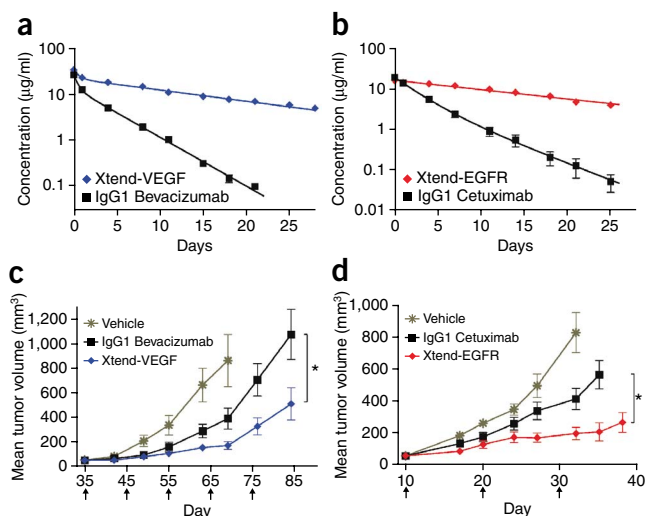 a
Concentration (µg/ml)
100
10
1
0.1
Xtend-VEGF
IgG1 Bevacizumab
0 5 10 15 20 25
Days
b
Concentration (µg/ml)
100
10
1
0.1
0.01
Xtend-EGFR
IgG1 Cetuximab
0 5 10 15 20 25
Days
c
Mean tumor volume (mm³)
1,200
1,000
800
600
400
200
0
Vehicle
IgG1 Bevacizumab
Xtend-VEGF
*
35 45 55 65 75 85
Day
d
Mean tumor volume (mm³)
1,000
800
600
400
200
0
Vehicle
IgG1 Cetuximab
Xtend-EGFR
*
10 20 30 40
Day